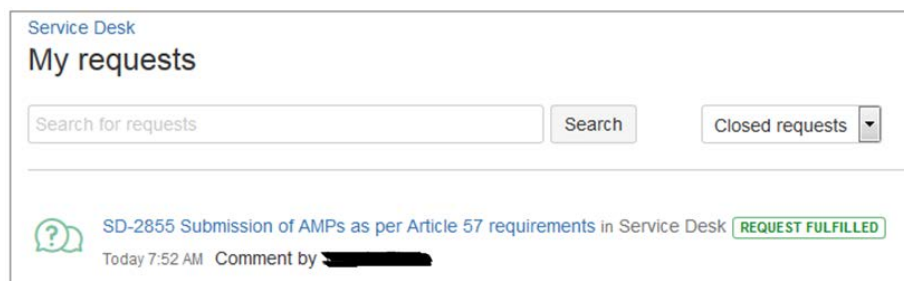 Service Desk
My requests
Search for requests Search Closed requests
SD-2855 Submission of AMPs as per Article 57 requirements in Service Desk REQUEST FULFILLED
Today 7:52 AM Comment by